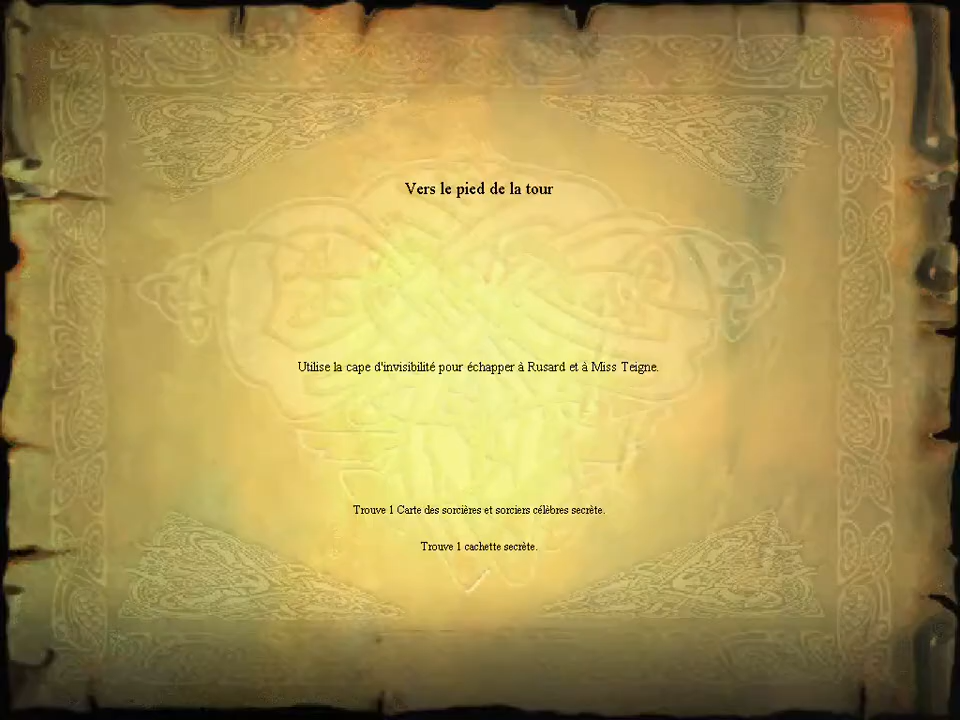 Vers le pied de la tour
Utilise la cape d'invisibilité pour échapper à Rusard et à Miss Teigne.
Trouve 1 Carte des sorcières et sorciers célèbres secrète.
Trouve 1 cachette secrète.